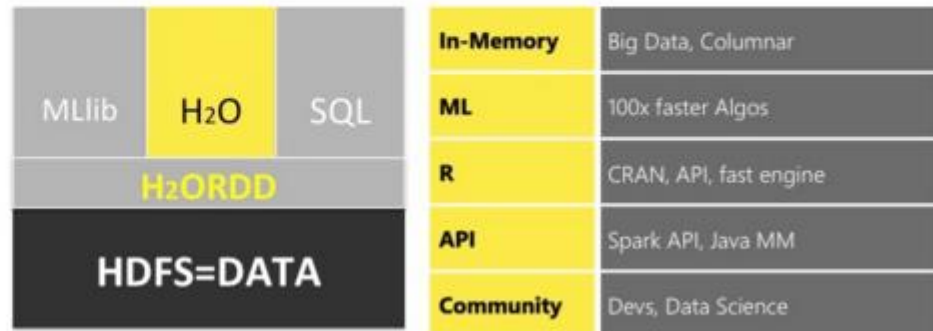 MLlib
H2O
SQL
H2ORDD
HDFS=DATA
In-Memory Big Data, Columnar
ML 100x faster Algos
R CRAN, API, fast engine
API Spark API, Java MM
Community Devs, Data Science